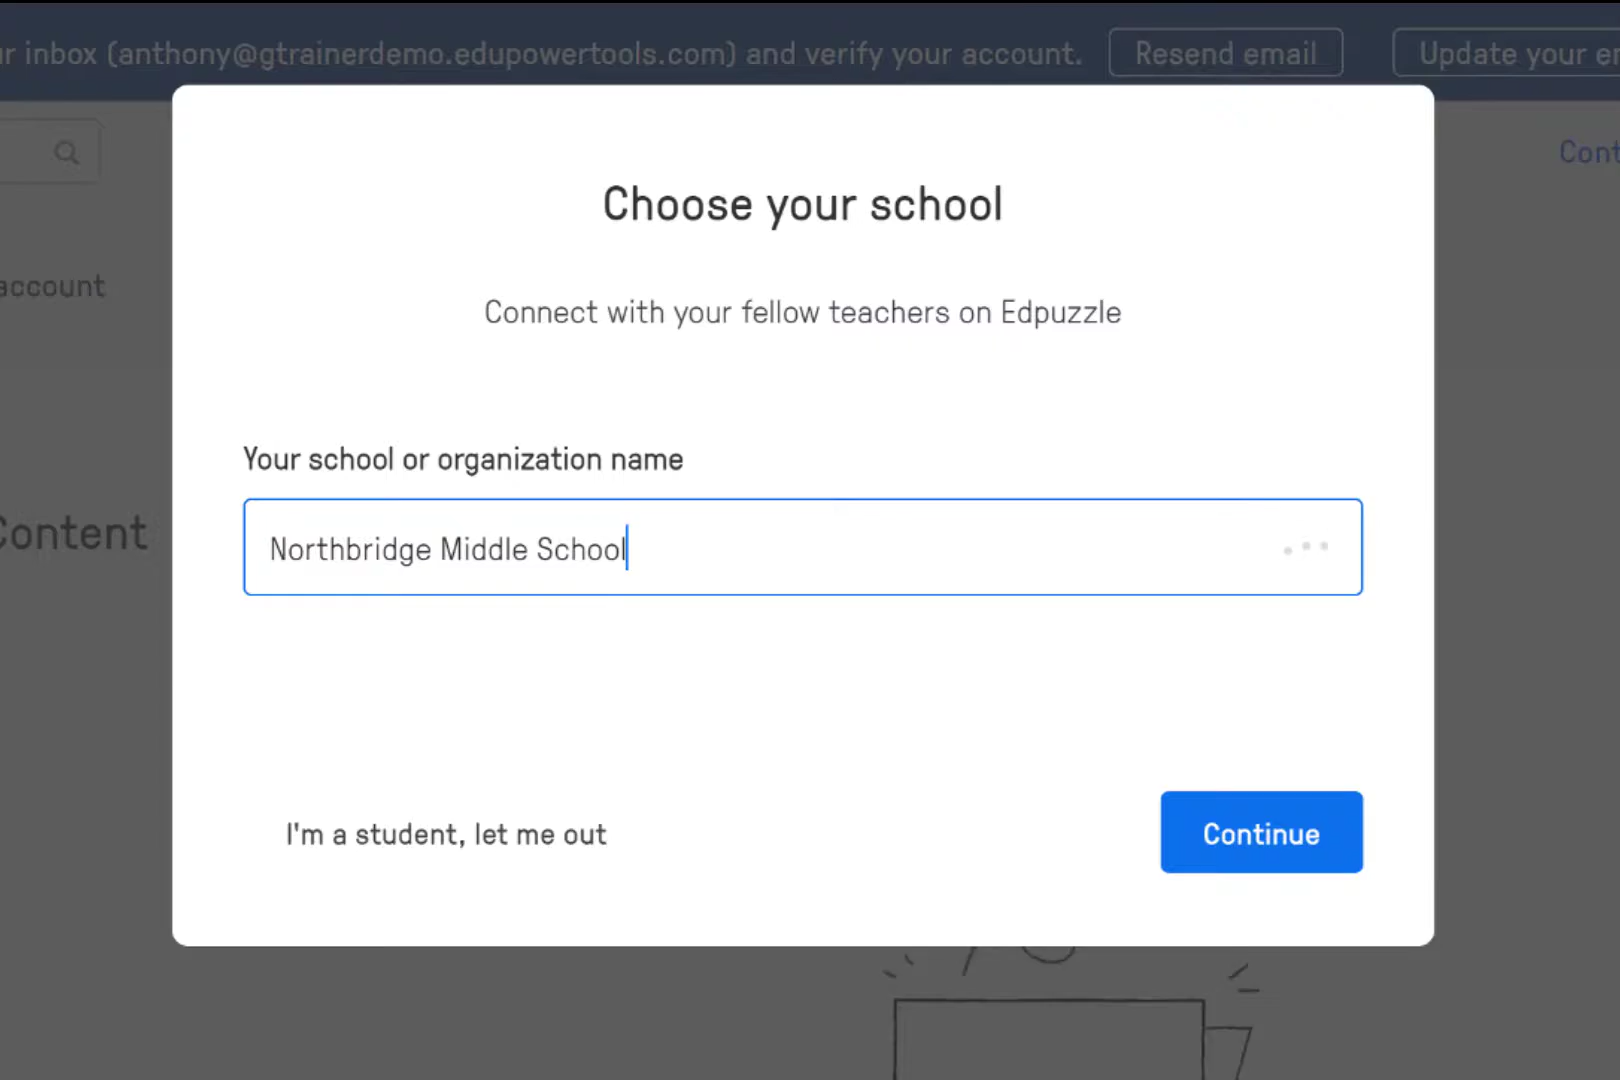 inbox (anthony@gtrainerdemo.edupowertools.com) and verify your account.
Resend email
Update your
account
Content
Choose your school
Connect with your fellow teachers on Edpuzzle
Your school or organization name
Northbridge Middle School
I'm a student, let me out
Continue